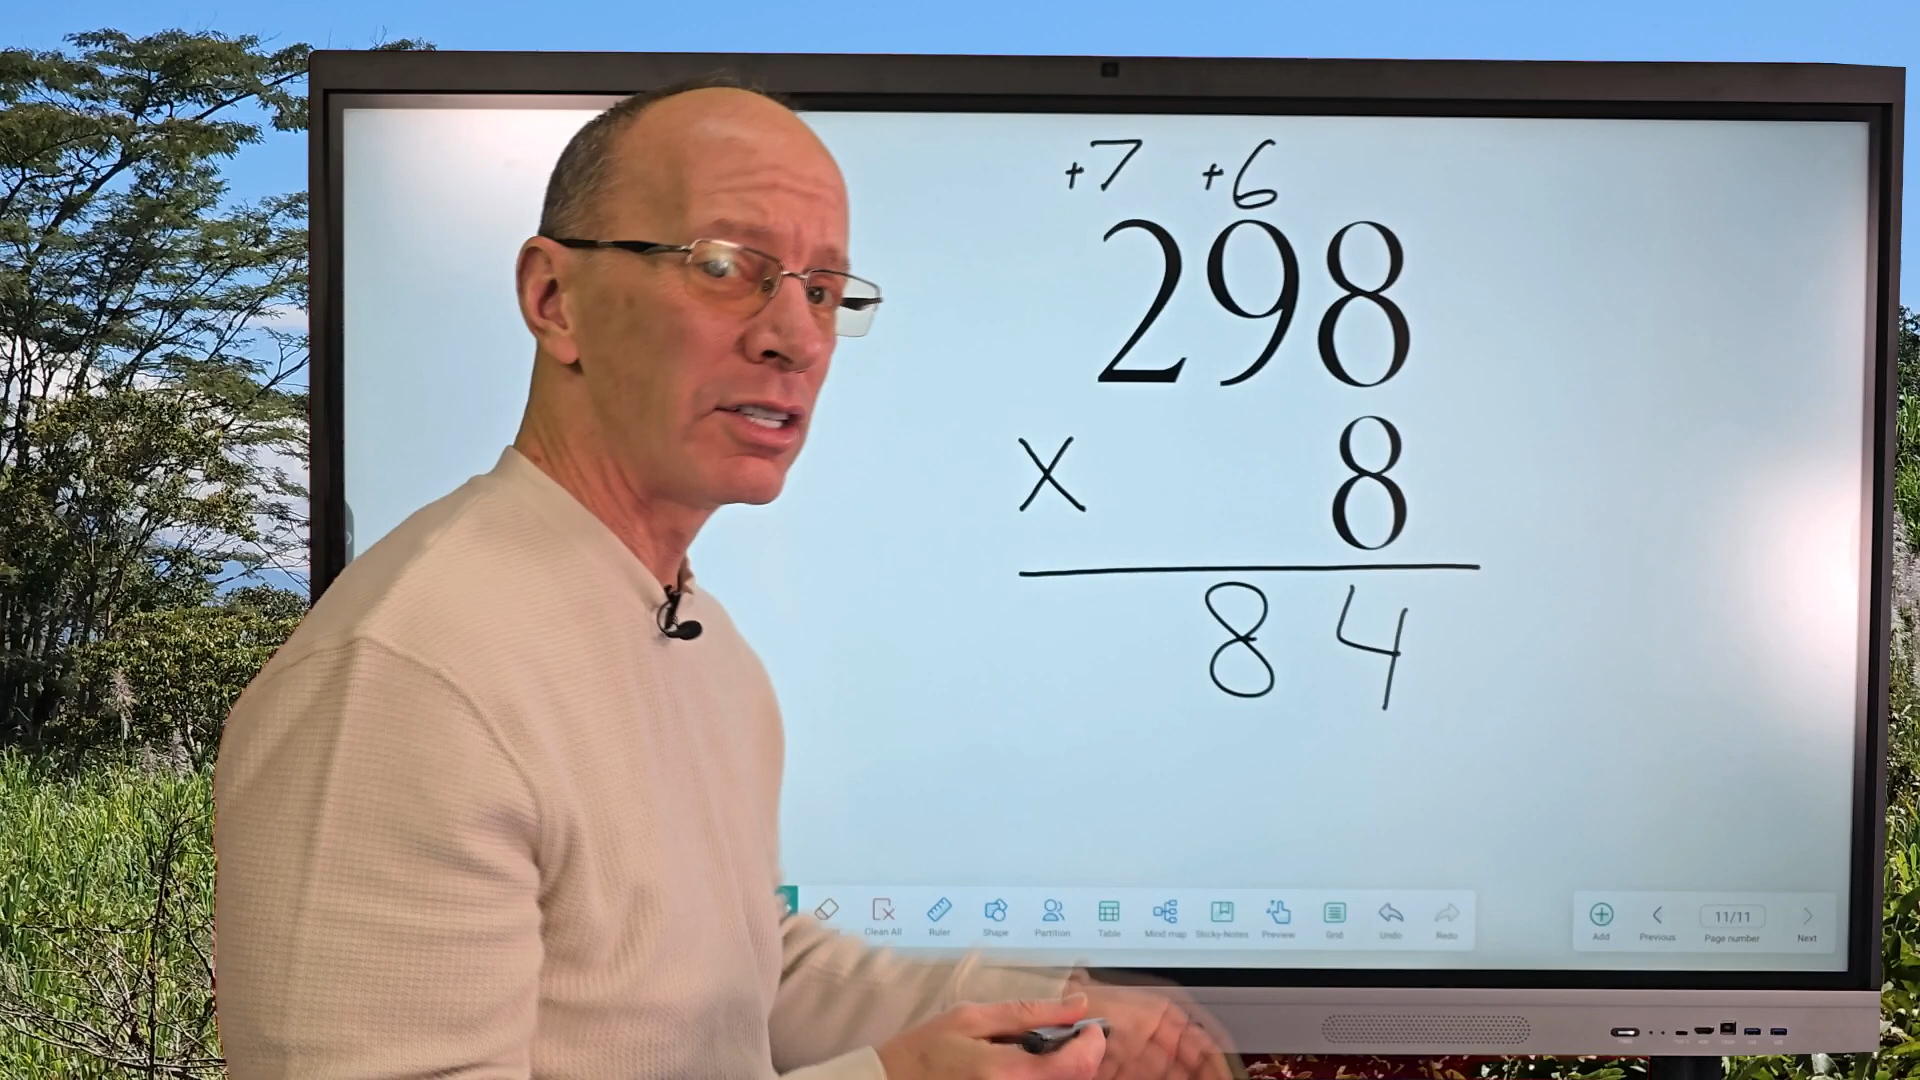 +7 +6
298
x 8
84
Clean All Ruler Shape Partition Table Mind map Sticky-Notes Preview Grid Undo Redo
Add Previous 11/11 Page number Next